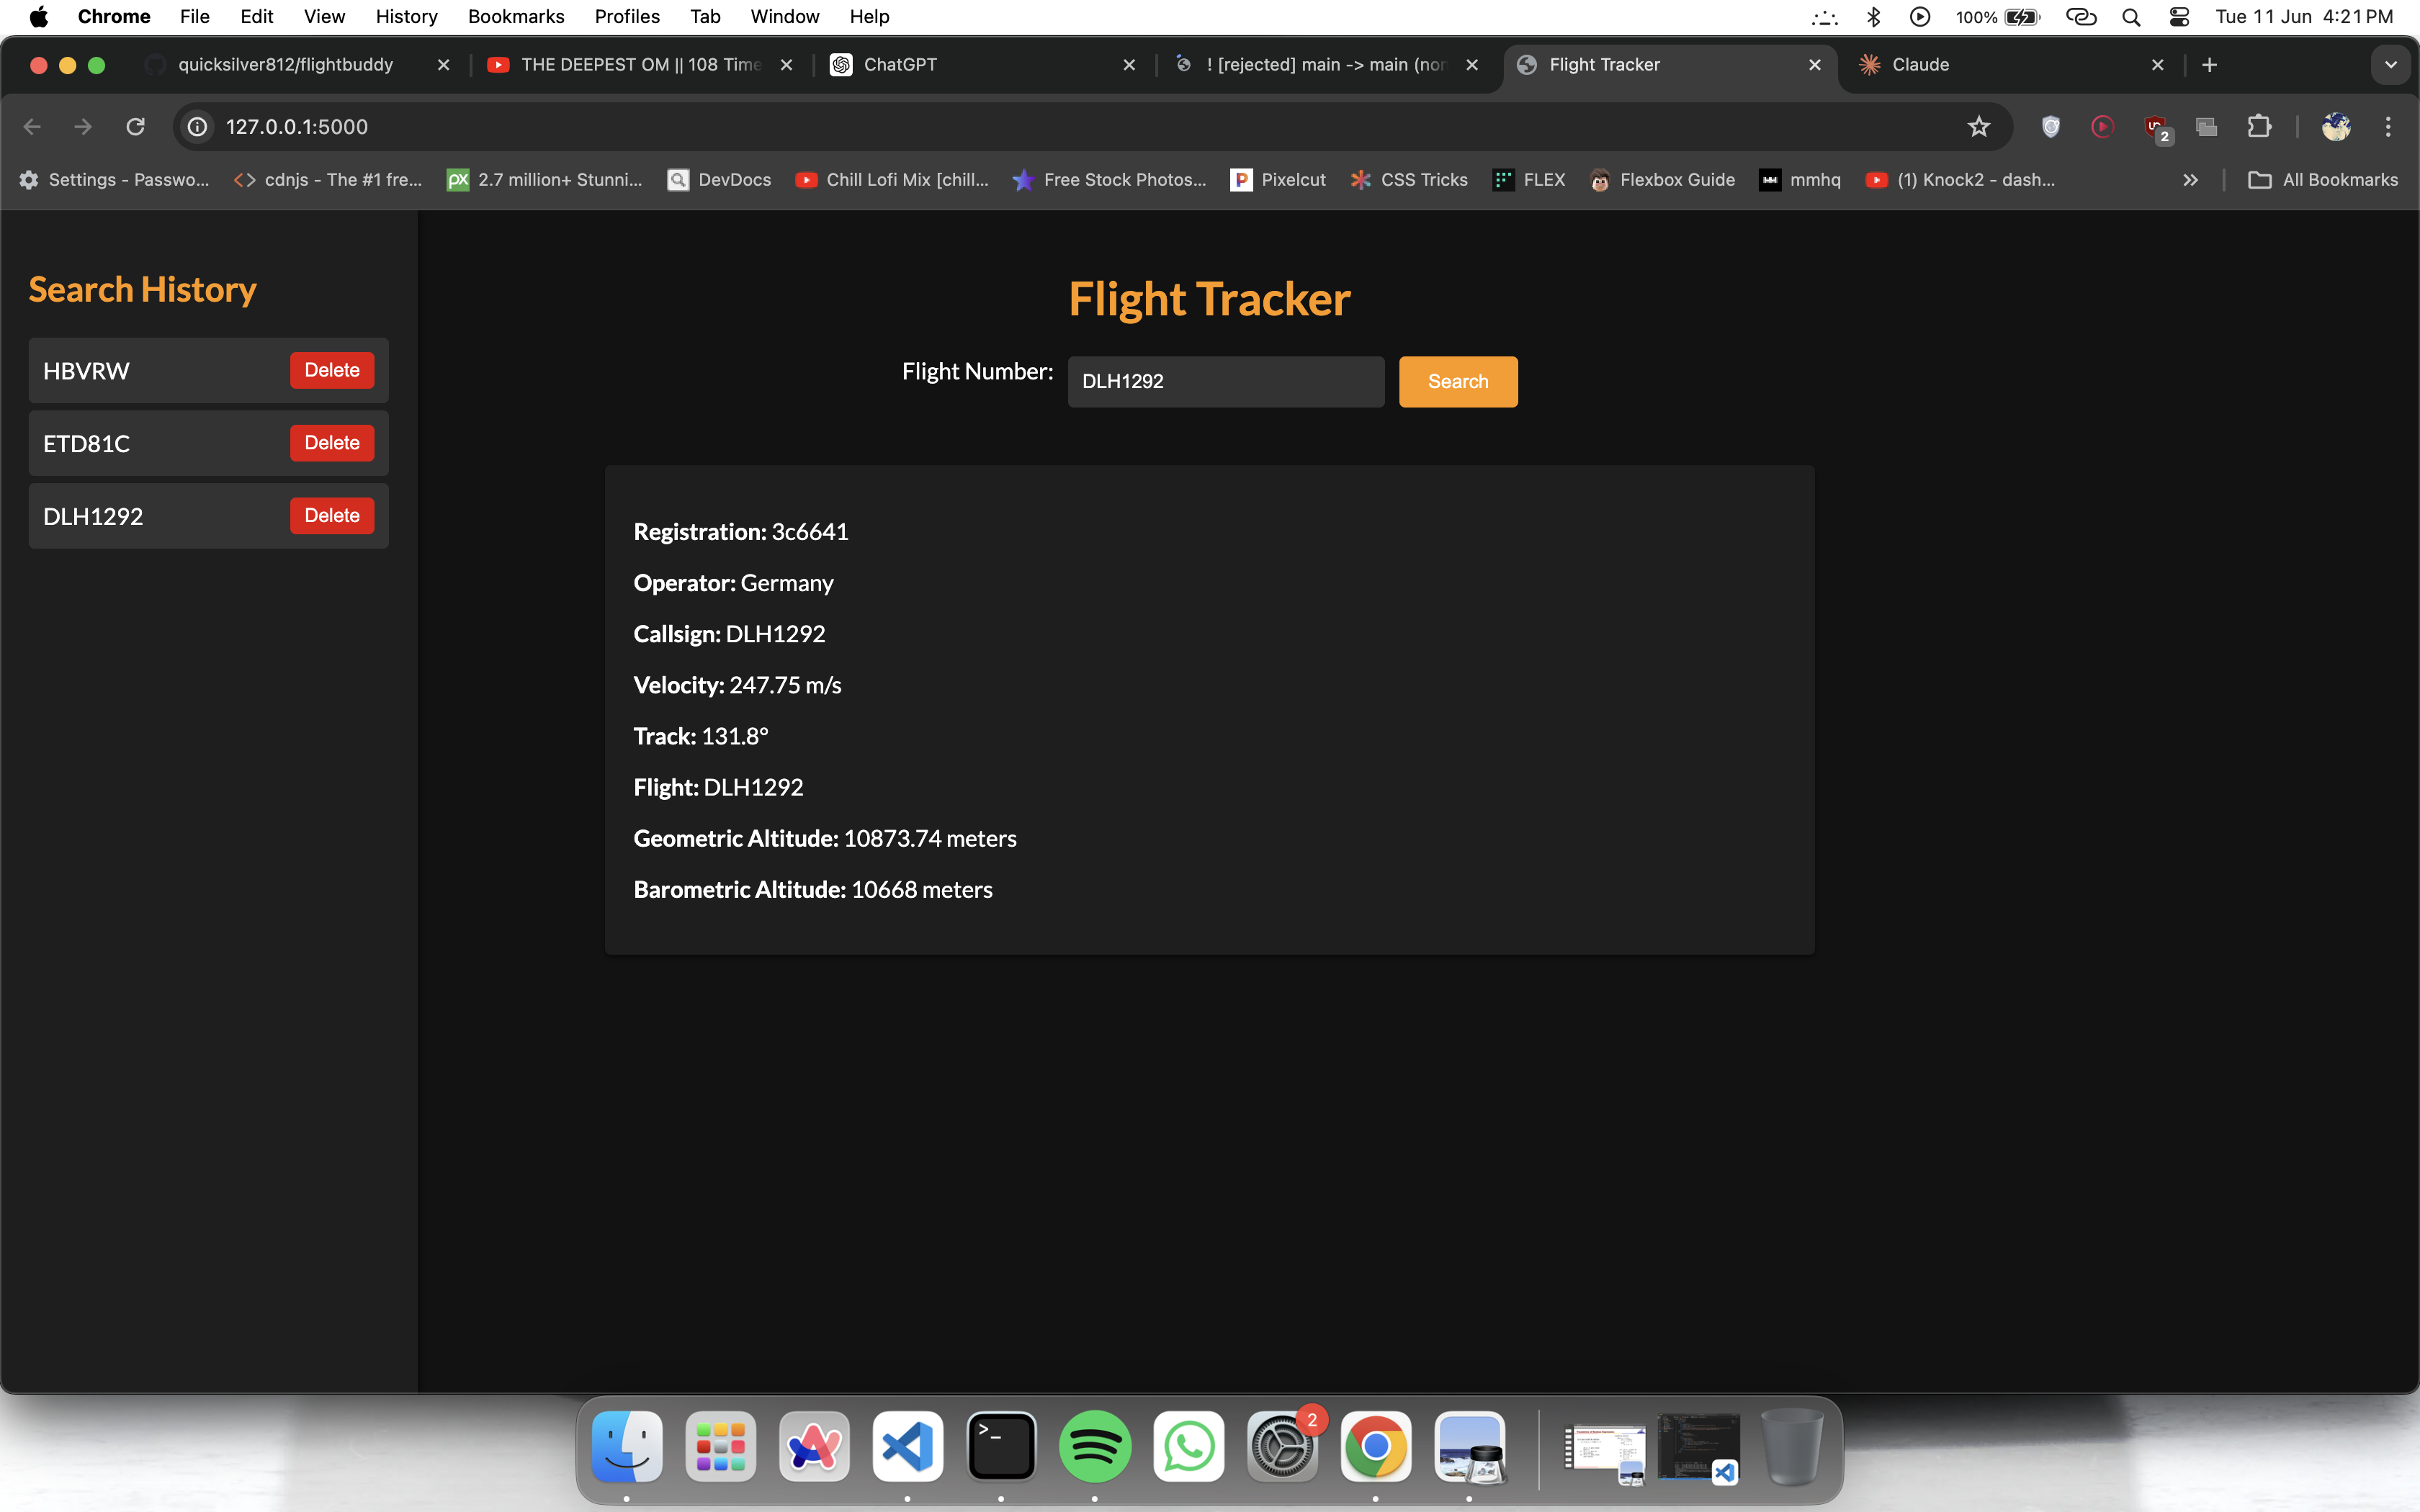 Chrome File Edit View History Bookmarks Profiles Tab Window Help 100% Tue 11 Jun 4:21 PM
quicksilver812/flightbuddy THE DEEPEST OM || 108 Time ChatGPT ! [rejected] main -> main (non Flight Tracker Claude
127.0.0.1:5000 2
Settings - Passwo... cdnjs - The #1 fre... px 2.7 million+ Stunni... DevDocs Chill Lofi Mix [chill... Free Stock Photos... P Pixelcut CSS Tricks FLEX Flexbox Guide mmhq (1) Knock2 - dash... All Bookmarks
Search History
HBVRW Delete
ETD81C Delete
DLH1292 Delete
Flight Tracker
Flight Number: DLH1292 Search
Registration: 3c6641
Operator: Germany
Callsign: DLH1292
Velocity: 247.75 m/s
Track: 131.8°
Flight: DLH1292
Geometric Altitude: 10873.74 meters
Barometric Altitude: 10668 meters
2